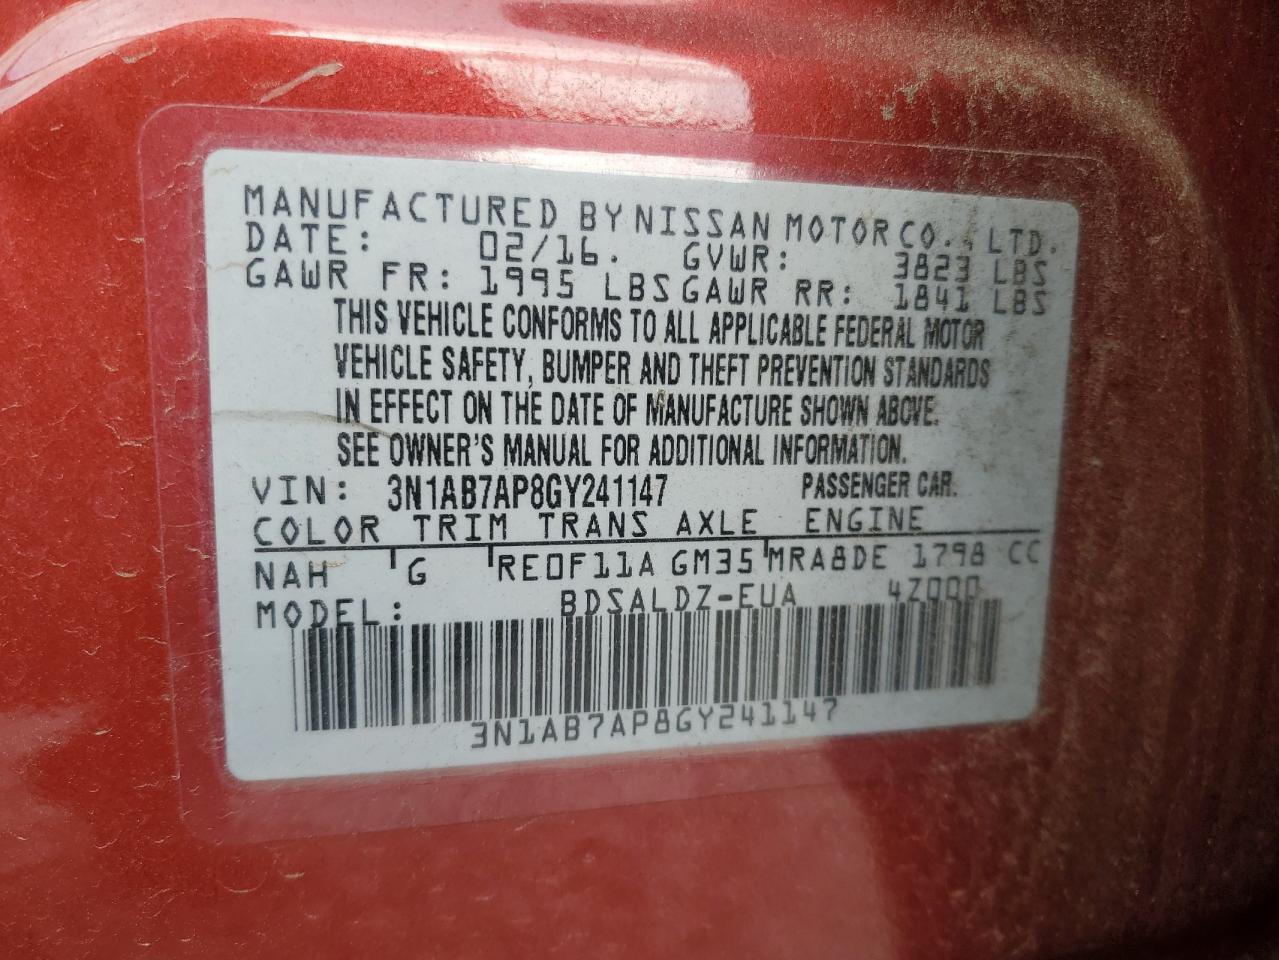 MANUFACTURED BY NISSAN MOTOR CO., LTD.
DATE: 02/16. GVWR: 3823 LBS
GAWR FR: 1995 LBS GAWR RR: 1841 LBS
THIS VEHICLE CONFORMS TO ALL APPLICABLE FEDERAL MOTOR
VEHICLE SAFETY, BUMPER AND THEFT PREVENTION STANDARDS
IN EFFECT ON THE DATE OF MANUFACTURE SHOWN ABOVE.
SEE OWNER'S MANUAL FOR ADDITIONAL INFORMATION.
VIN: 3N1AB7AP8GY241147 PASSENGER CAR.
COLOR TRIM TRANS AXLE ENGINE
NAH G RE0F11A GM35 MRA8DE 1798 CC
MODEL: BDSALDZ-EUA 4Z000
3N1AB7AP8GY241147